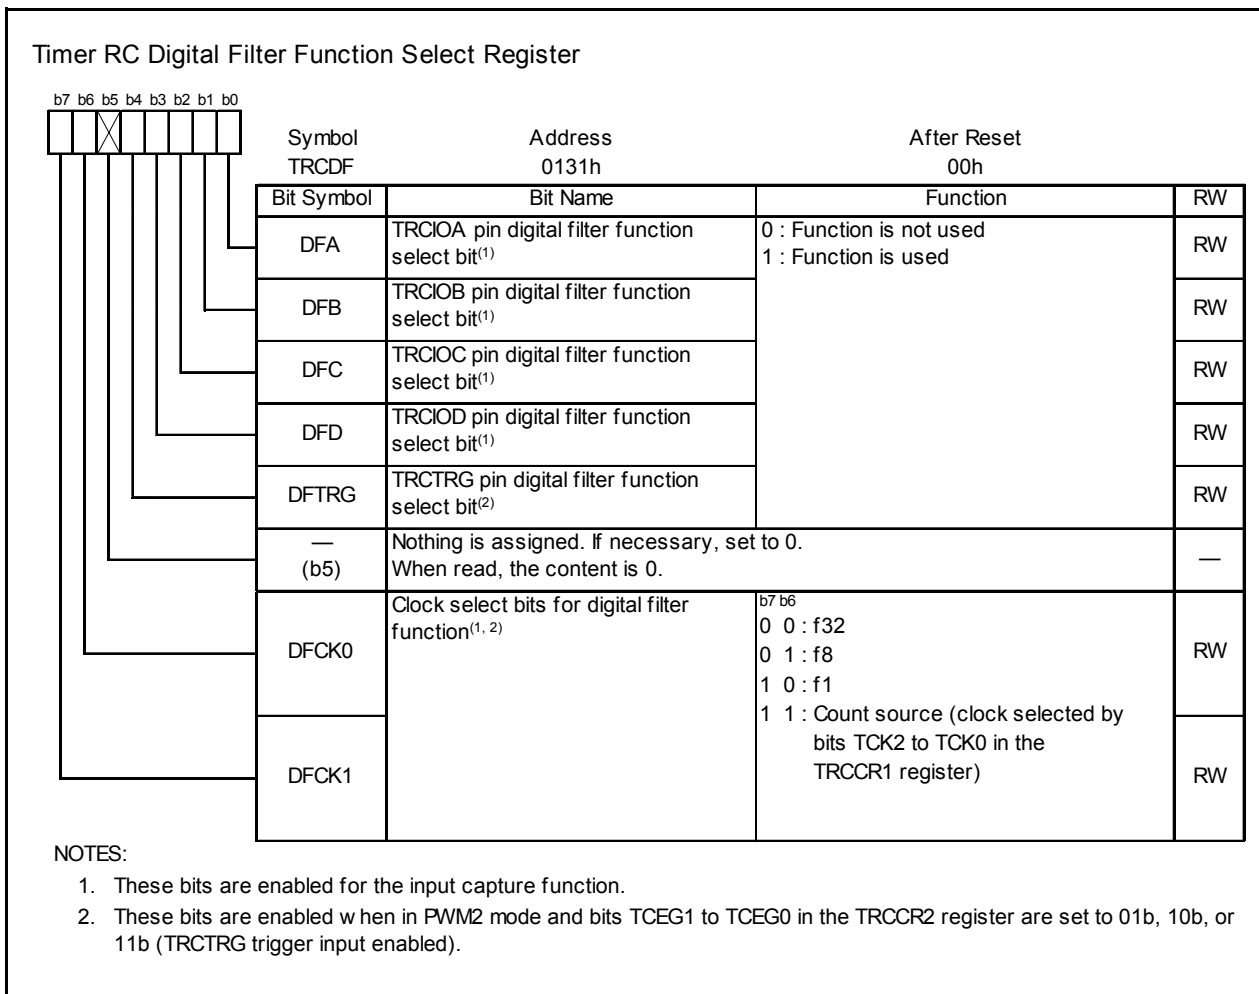 Timer RC Digital Filter Function Select Register
b7 b6 b5 b4 b3 b2 b1 b0
Symbol Address After Reset
TRCDF 0131h 00h
Bit Symbol Bit Name Function RW
DFA TRCIOA pin digital filter function select bit(1) 0 : Function is not used RW
1 : Function is used
DFB TRCIOB pin digital filter function select bit(1) RW
DFC TRCIOC pin digital filter function select bit(1) RW
DFD TRCIOD pin digital filter function select bit(1) RW
DFTRG TRCTRG pin digital filter function select bit(2) RW
— Nothing is assigned. If necessary, set to 0. —
(b5) When read, the content is 0.
DFCK0 Clock select bits for digital filter function(1, 2) b7 b6 RW
0 0 : f32
0 1 : f8
1 0 : f1
1 1 : Count source (clock selected by
bits TCK2 to TCK0 in the
TRCCR1 register)
DFCK1 RW
NOTES:
1. These bits are enabled for the input capture function.
2. These bits are enabled when in PWM2 mode and bits TCEG1 to TCEG0 in the TRCCR2 register are set to 01b, 10b, or
11b (TRCTRG trigger input enabled).